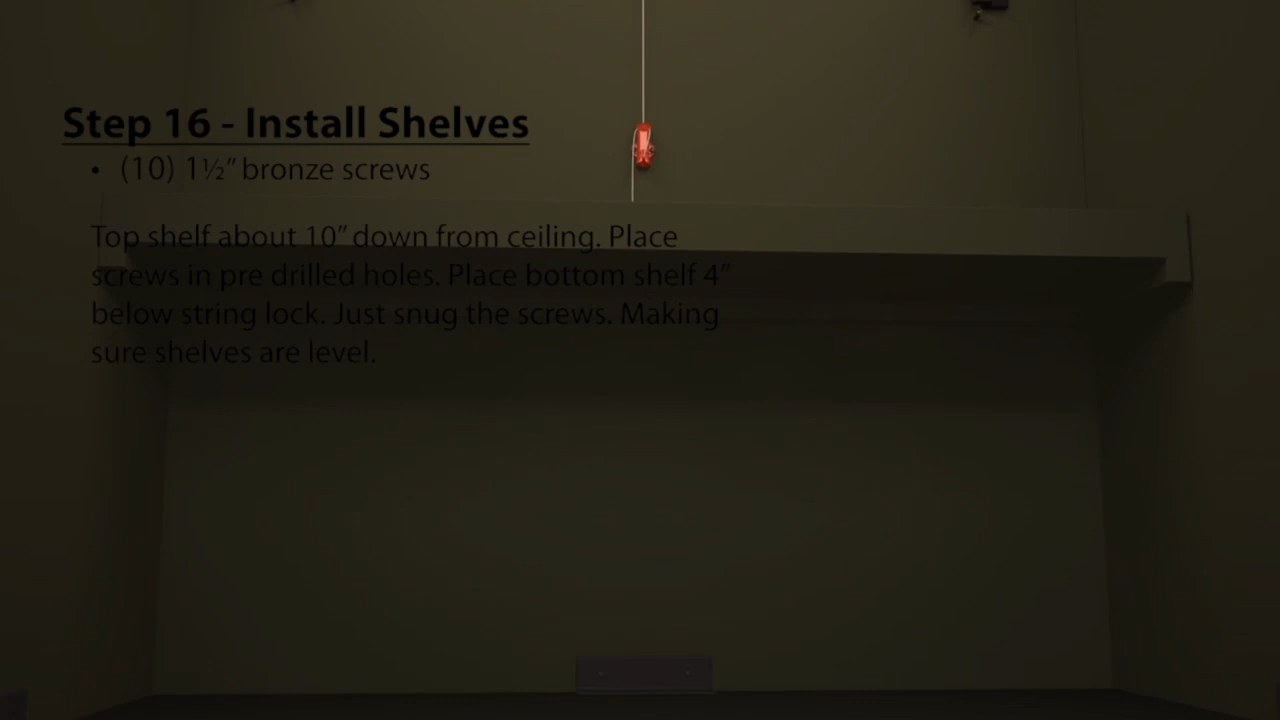 Step 16 - Install Shelves
• (10) 1½” bronze screws
Top shelf about 10” down from ceiling. Place
screws in pre drilled holes. Place bottom shelf 4”
below string lock. Just snug the screws. Making
sure shelves are level.